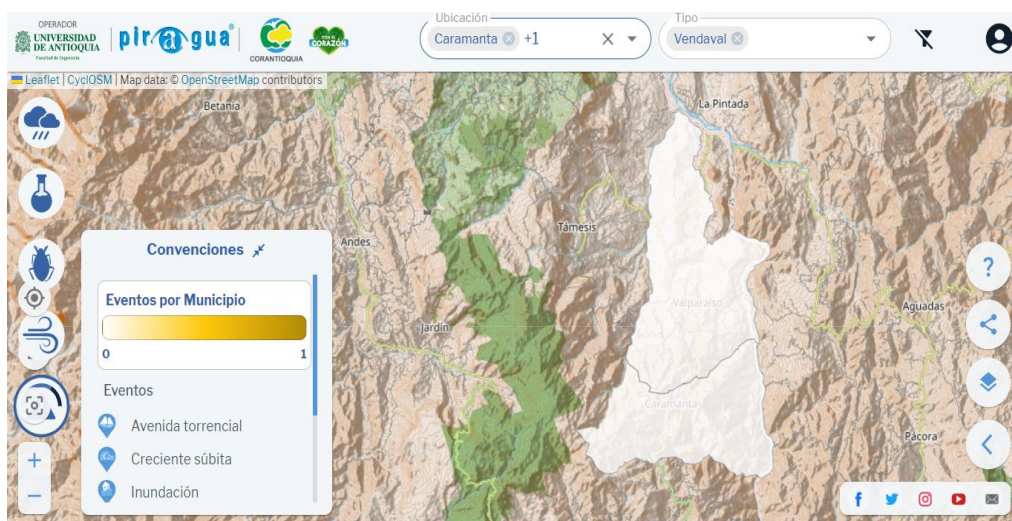 OPERADOR
UNIVERSIDAD
DE ANTIOQUIA
Facultad de Ingeniería
piragua
CORANTIOQUIA
CON EL
CORAZÓN
Ubicación
Caramanta +1
Tipo
Vendaval
Leaflet | CyclOSM | Map data: © OpenStreetMap contributors
Betania
La Pintada
Támesis
Andes
Valparaíso
Aguadas
Jardín
Caramanta
Pácora
Convenciones
Eventos por Municipio
0 1
Eventos
Avenida torrencial
Creciente súbita
Inundación
+
−
?